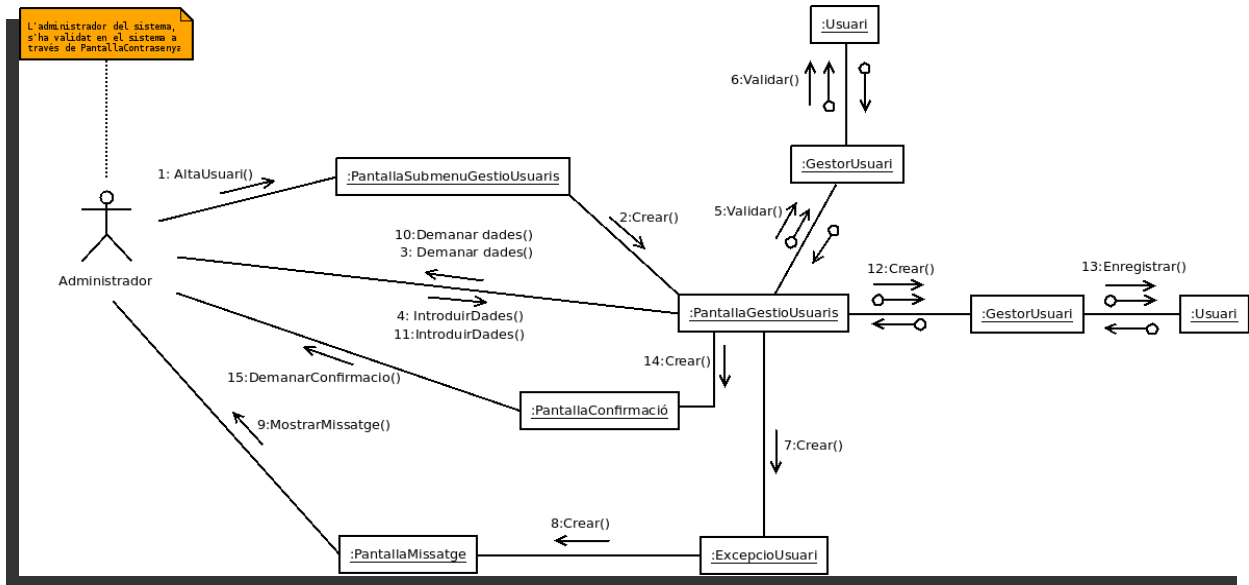 L'administrador del sistema,
s'ha validat en el sistema a
través de PantallaContrasenya
:Usuari
6:Validar()
:GestorUsuari
1: AltaUsuari()
:PantallaSubmenuGestioUsuaris
2:Crear()
5:Validar()
10:Demanar dades()
3: Demanar dades()
Administrador
12:Crear()
13:Enregistrar()
4: IntroduirDades()
11:IntroduirDades()
:PantallaGestioUsuaris
:GestorUsuari
:Usuari
14:Crear()
15:DemanarConfirmacio()
:PantallaConfirmació
9:MostrarMissatge()
7:Crear()
8:Crear()
:PantallaMissatge
:ExcepcioUsuari